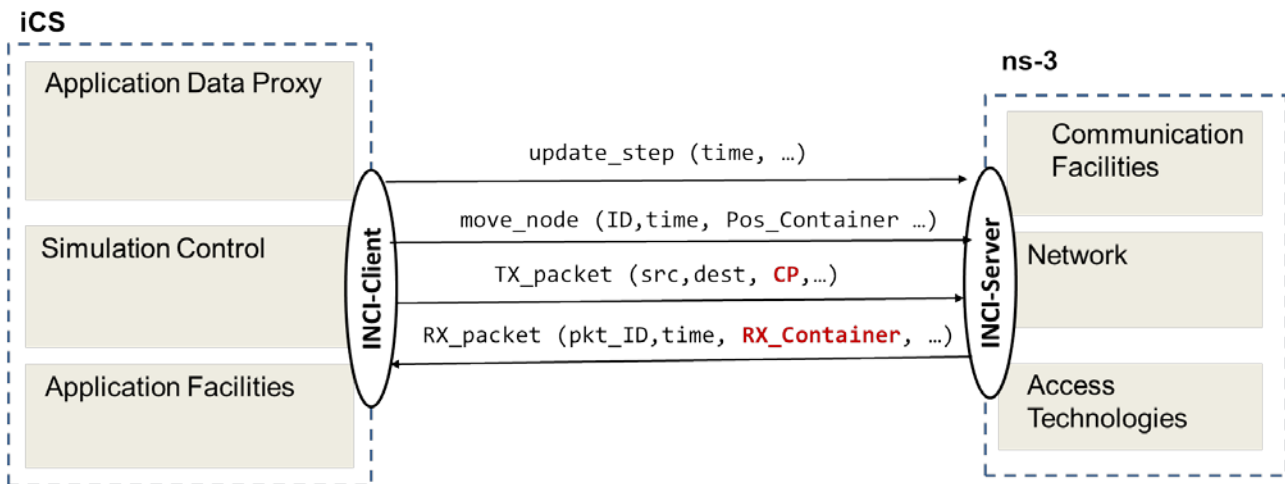 iCS
Application Data Proxy
Simulation Control
Application Facilities
INCI-Client
update_step (time, …)
move_node (ID,time, Pos_Container …)
TX_packet (src,dest, CP,…)
RX_packet (pkt_ID,time, RX_Container, …)
INCI-Server
ns-3
Communication
Facilities
Network
Access
Technologies